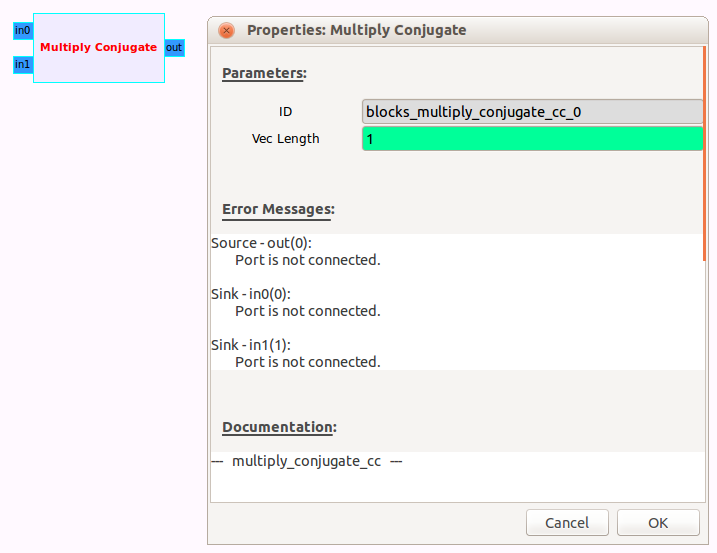 in0
Multiply Conjugate
out
in1
Properties: Multiply Conjugate
Parameters:
ID
blocks_multiply_conjugate_cc_0
Vec Length
1
Error Messages:
Source - out(0):
Port is not connected.
Sink - in0(0):
Port is not connected.
Sink - in1(1):
Port is not connected.
Documentation:
--- multiply_conjugate_cc ---
Cancel
OK